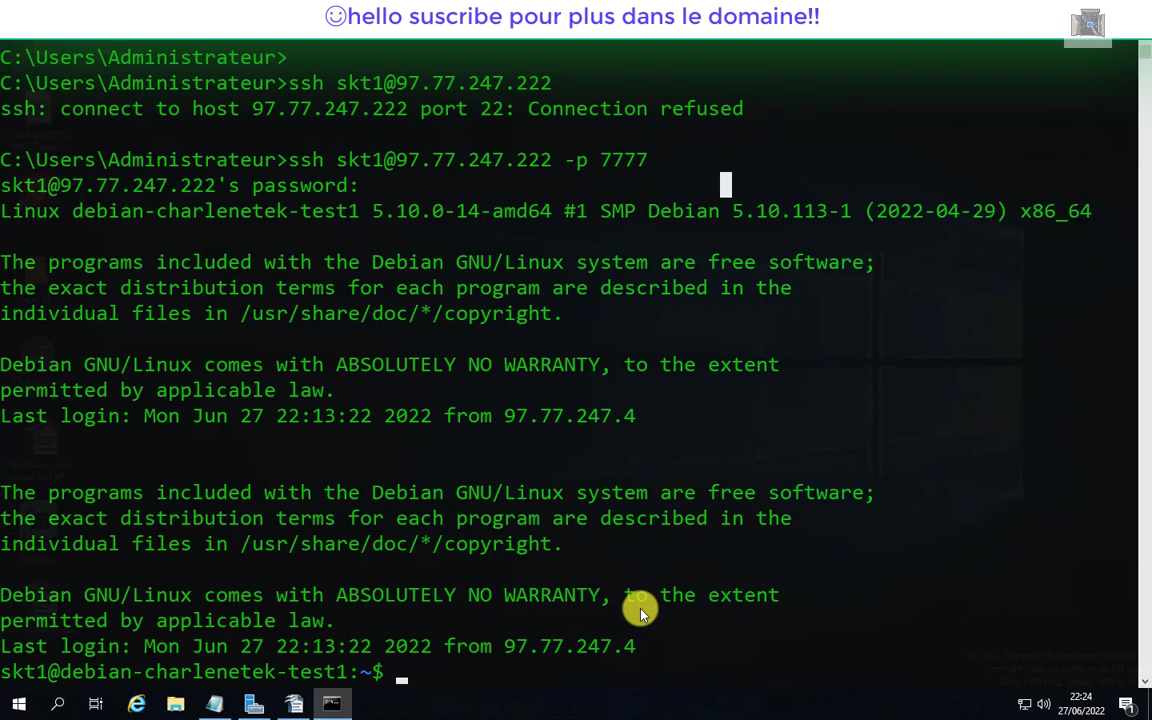 ☺hello suscribe pour plus dans le domaine!!
C:\Users\Administrateur>
C:\Users\Administrateur>ssh skt1@97.77.247.222
ssh: connect to host 97.77.247.222 port 22: Connection refused
C:\Users\Administrateur>ssh skt1@97.77.247.222 -p 7777
skt1@97.77.247.222's password:
Linux debian-charlenetek-test1 5.10.0-14-amd64 #1 SMP Debian 5.10.113-1 (2022-04-29) x86_64
The programs included with the Debian GNU/Linux system are free software;
the exact distribution terms for each program are described in the
individual files in /usr/share/doc/*/copyright.
Debian GNU/Linux comes with ABSOLUTELY NO WARRANTY, to the extent
permitted by applicable law.
Last login: Mon Jun 27 22:13:22 2022 from 97.77.247.4
The programs included with the Debian GNU/Linux system are free software;
the exact distribution terms for each program are described in the
individual files in /usr/share/doc/*/copyright.
Debian GNU/Linux comes with ABSOLUTELY NO WARRANTY, to the extent
permitted by applicable law.
Last login: Mon Jun 27 22:13:22 2022 from 97.77.247.4
skt1@debian-charlenetek-test1:~$
22:24
27/06/2022
1